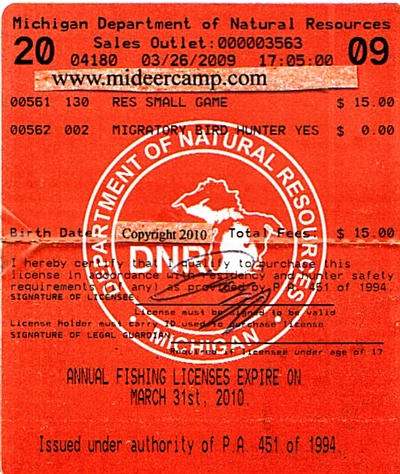 Michigan Department of Natural Resources
Sales Outlet:000003563
20 09
04180 03/26/2009 17:05:00
www.mideercamp.com
00561 130 RES SMALL GAME $ 15.00
00562 002 MIGRATORY BIRD HUNTER YES $ 0.00
DEPARTMENT OF NATURAL RESOURCES
Birth Date: Copyright 2010 Total Fees: $ 15.00
DNR
I hereby certify that I qualify to purchase this
license in accordance with residency and hunter safety
requirements (if any) as provided by P.A. 451 of 1994.
SIGNATURE OF LICENSEE
License must be signed to be valid
License holder must carry ID used to purchase license
SIGNATURE OF LEGAL GUARDIAN
Required if licensee under age of 17
MICHIGAN
ANNUAL FISHING LICENSES EXPIRE ON
MARCH 31st, 2010.
Issued under authority of P.A. 451 of 1994.